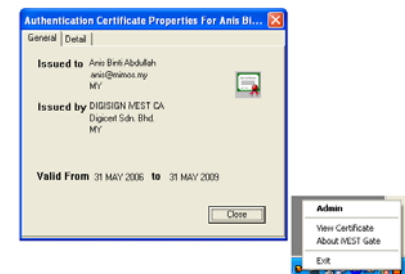 Authentication Certificate Properties For Anis Bi...
General Detail
Issued to Anis Binti Abdullah
anis@mimos.my
MY
Issued by DIGISIGN iVEST CA
Digicert Sdn. Bhd.
MY
Valid From 31 MAY 2006 to 31 MAY 2009
Close
Admin
View Certificate
About iVEST Gate
Exit